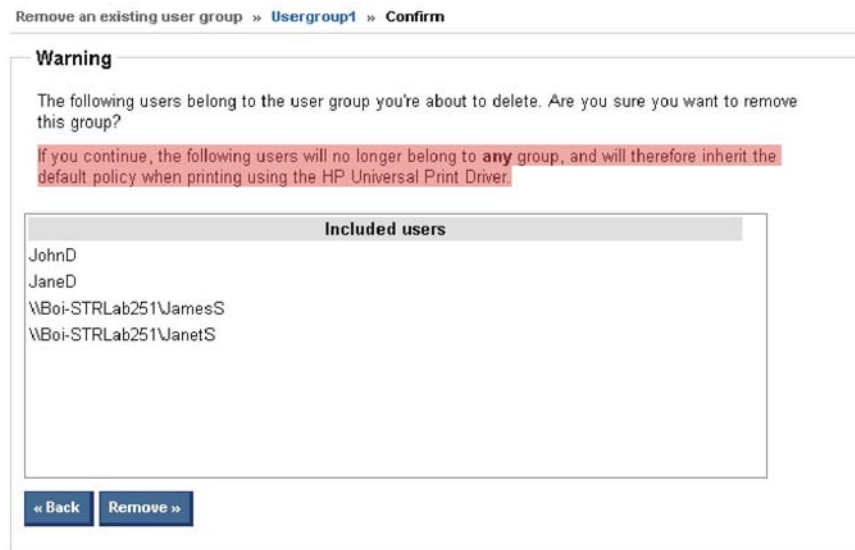 Remove an existing user group » Usergroup1 » Confirm
Warning
The following users belong to the user group you're about to delete. Are you sure you want to remove
this group?
If you continue, the following users will no longer belong to any group, and will therefore inherit the
default policy when printing using the HP Universal Print Driver.
Included users
JohnD
JaneD
\\Boi-STRLab251\JamesS
\\Boi-STRLab251\JanetS
« Back Remove »